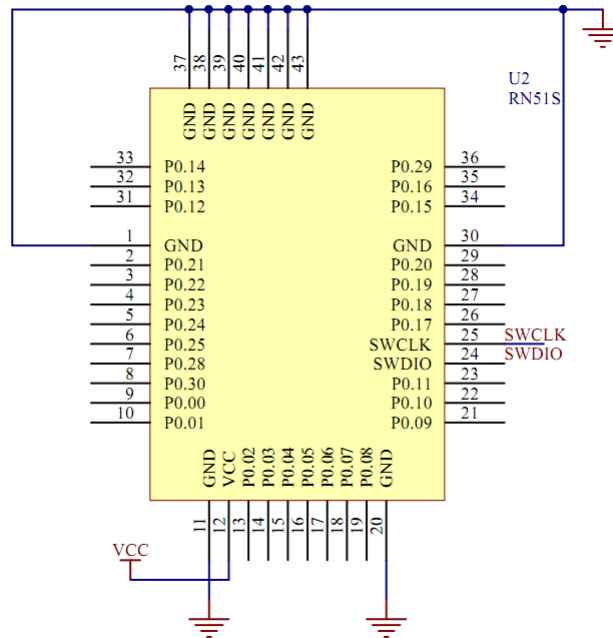 37 38 39 40 41 42 43
GND GND GND GND GND GND GND
U2
RN51S
33 P0.14 P0.29 36
32 P0.13 P0.16 35
31 P0.12 P0.15 34
1 GND GND 30
2 P0.21 P0.20 29
3 P0.22 P0.19 28
4 P0.23 P0.18 27
5 P0.24 P0.17 26
6 P0.25 SWCLK 25 SWCLK
7 P0.28 SWDIO 24 SWDIO
8 P0.30 P0.11 23
9 P0.00 P0.10 22
10 P0.01 P0.09 21
GND VCC P0.02 P0.03 P0.04 P0.05 P0.06 P0.07 P0.08 GND
11 12 13 14 15 16 17 18 19 20
VCC